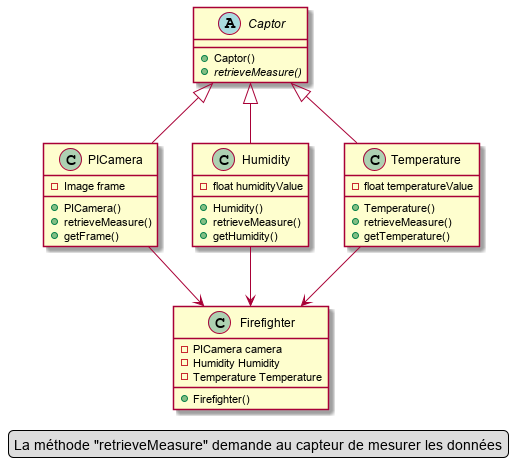 A Captor
Captor()
retrieveMeasure()
C PICamera
Image frame
PICamera()
retrieveMeasure()
getFrame()
C Humidity
float humidityValue
Humidity()
retrieveMeasure()
getHumidity()
C Temperature
float temperatureValue
Temperature()
retrieveMeasure()
getTemperature()
C Firefighter
PICamera camera
Humidity Humidity
Temperature Temperature
Firefighter()
La méthode "retrieveMeasure" demande au capteur de mesurer les données